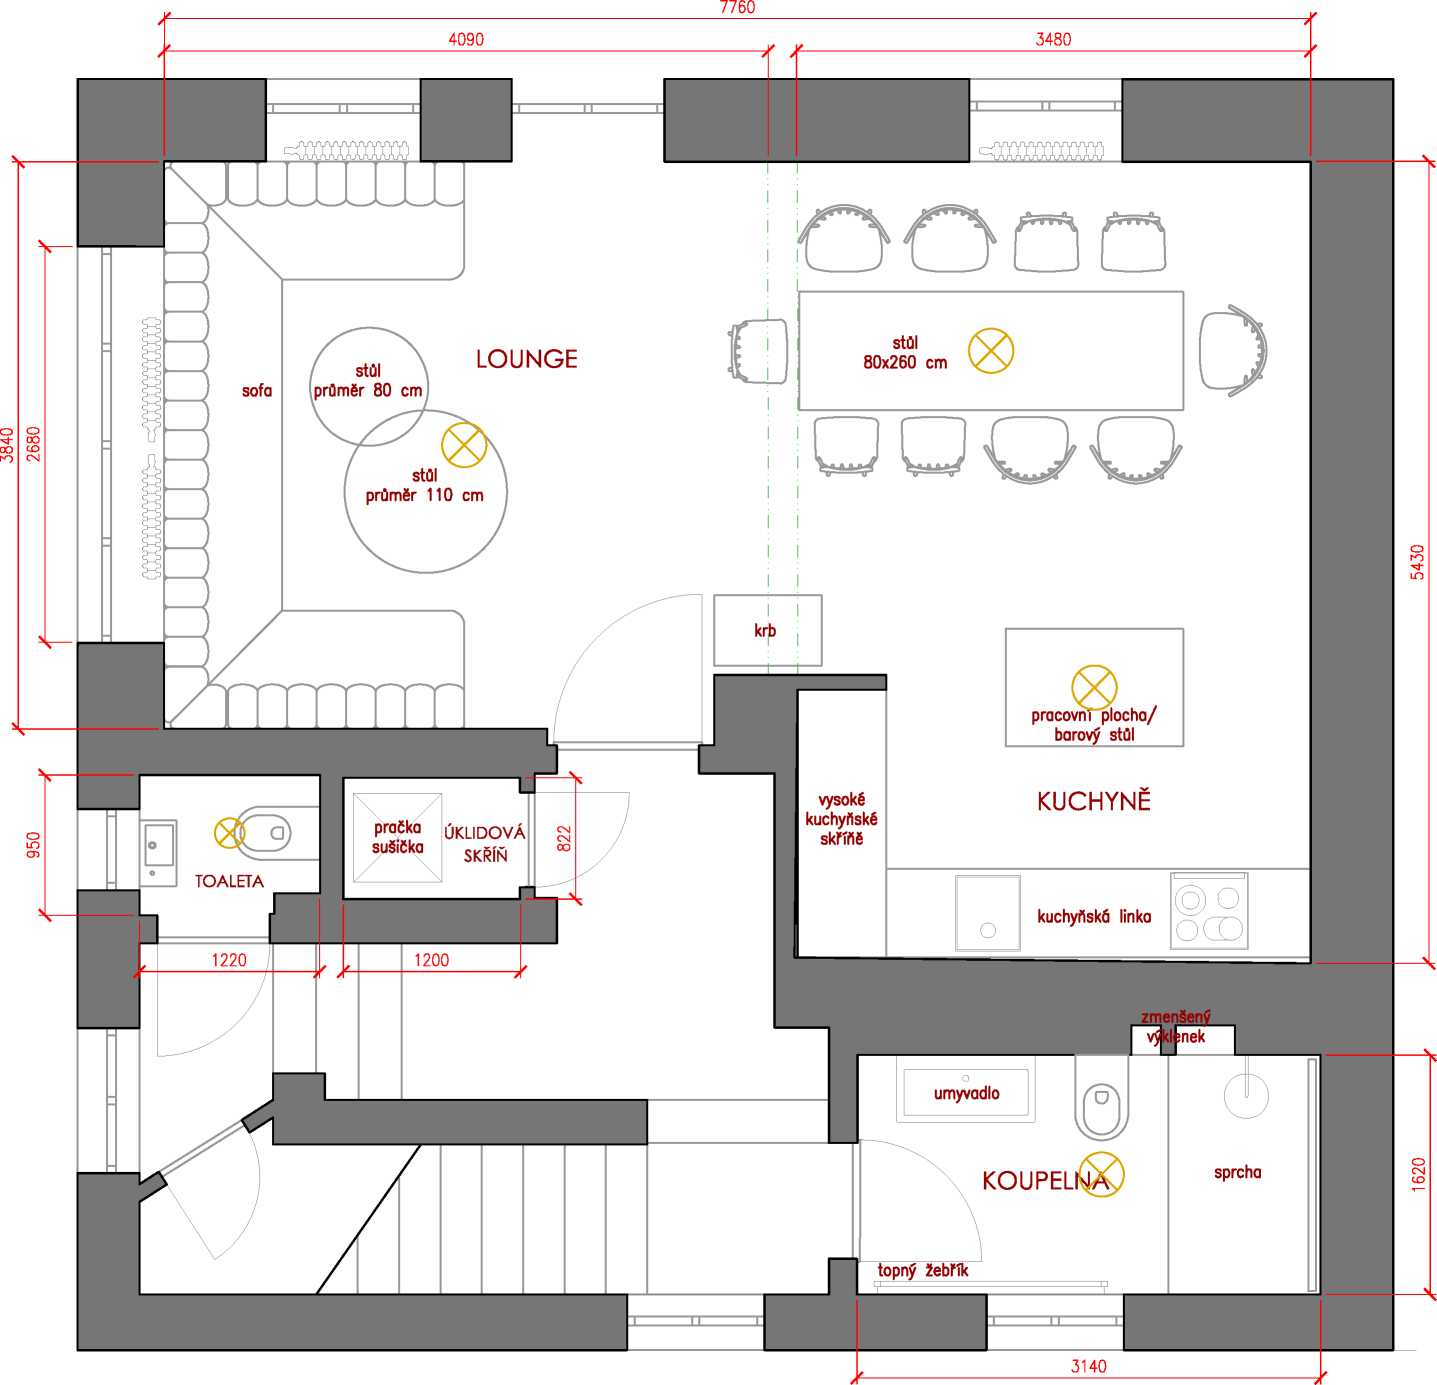 7760
4090
3480
LOUNGE
sofa
stůl
průměr 80 cm
stůl
průměr 110 cm
stůl
80x260 cm
3840
2680
5430
krb
pracovní plocha/
barový stůl
KUCHYNĚ
vysoké
kuchyňské
skříňě
kuchyňská linka
pračka
sušička
ÚKLIDOVÁ
SKŘÍŇ
822
950
TOALETA
1220
1200
zmenšený
výklenek
umyvadlo
KOUPELNA
sprcha
1620
topný žebřík
3140